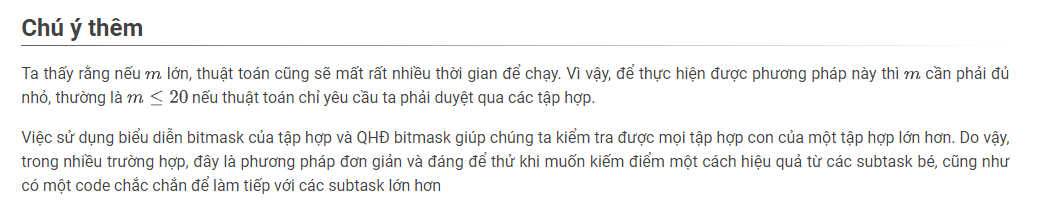 Chú ý thêm
Ta thấy rằng nếu m lớn, thuật toán cũng sẽ mất rất nhiều thời gian để chạy. Vì vậy, để thực hiện được phương pháp này thì m cần phải đủ
nhỏ, thường là m ≤ 20 nếu thuật toán chỉ yêu cầu ta phải duyệt qua các tập hợp.
Việc sử dụng biểu diễn bitmask của tập hợp và QHĐ bitmask giúp chúng ta kiểm tra được mọi tập hợp con của một tập hợp lớn hơn. Do vậy,
trong nhiều trường hợp, đây là phương pháp đơn giản và đáng để thử khi muốn kiếm điểm một cách hiệu quả từ các subtask bé, cũng như
có một code chắc chắn để làm tiếp với các subtask lớn hơn